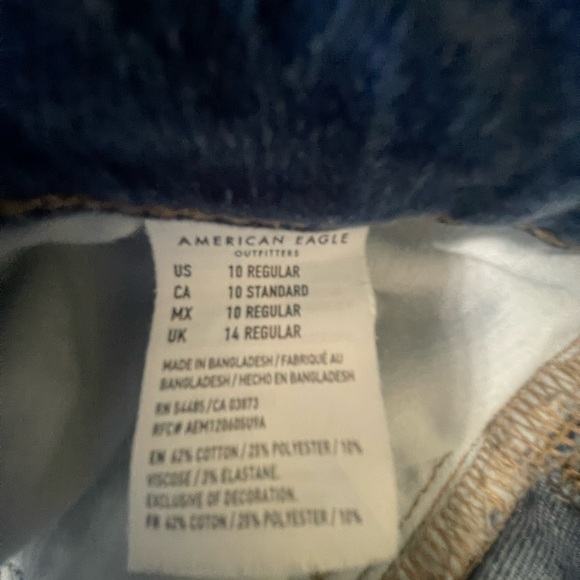 AMERICAN EAGLE
OUTFITTERS
US 10 REGULAR
CA 10 STANDARD
MX 10 REGULAR
UK 14 REGULAR
MADE IN BANGLADESH / FABRIQUÉ AU
BANGLADESH / HECHO EN BANGLADESH
RN 54485 / CA 03873
RFC# AEM120605U9A
EN 62% COTTON / 25% POLYESTER / 10%
VISCOSE / 3% ELASTANE.
EXCLUSIVE OF DECORATION.
FR 62% COTON / 25% POLYESTER / 10%